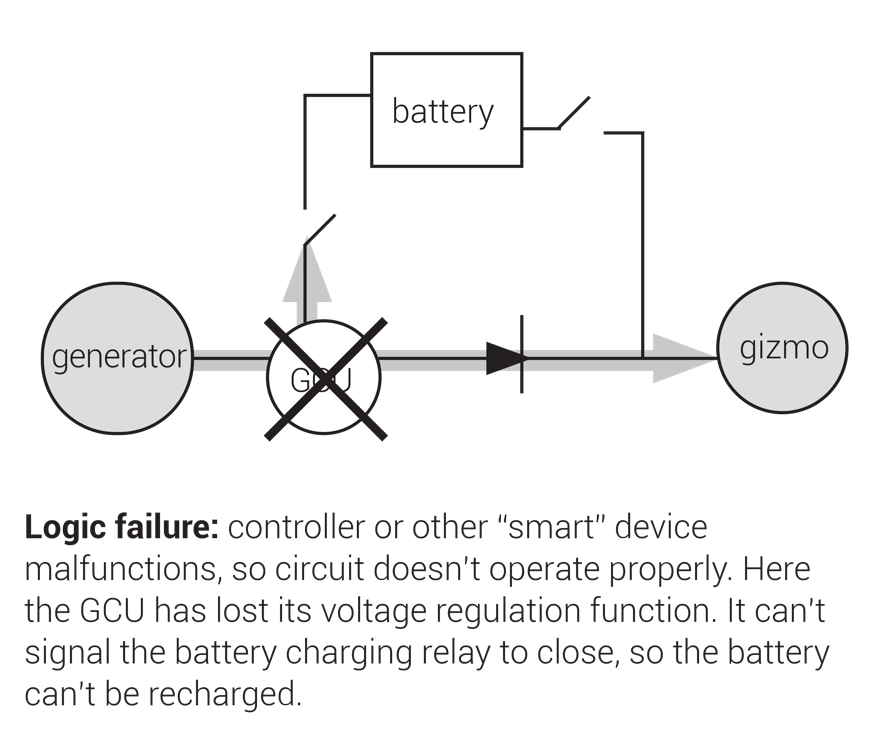 battery
generator
GCU
gizmo
Logic failure: controller or other “smart” device
malfunctions, so circuit doesn't operate properly. Here
the GCU has lost its voltage regulation function. It can't
signal the battery charging relay to close, so the battery
can't be recharged.